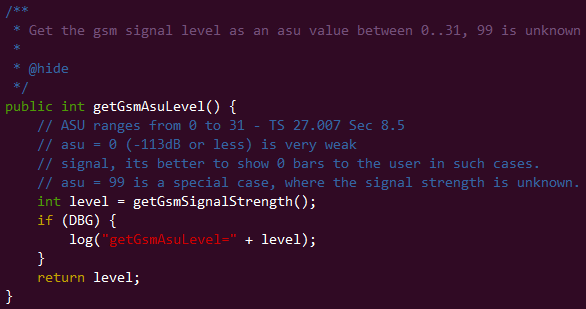 /**
 * Get the gsm signal level as an asu value between 0..31, 99 is unknown
 *
 * @hide
 */
public int getGsmAsuLevel() {
    // ASU ranges from 0 to 31 - TS 27.007 Sec 8.5
    // asu = 0 (-113dB or less) is very weak
    // signal, its better to show 0 bars to the user in such cases.
    // asu = 99 is a special case, where the signal strength is unknown.
    int level = getGsmSignalStrength();
    if (DBG) {
        log("getGsmAsuLevel=" + level);
    }
    return level;
}